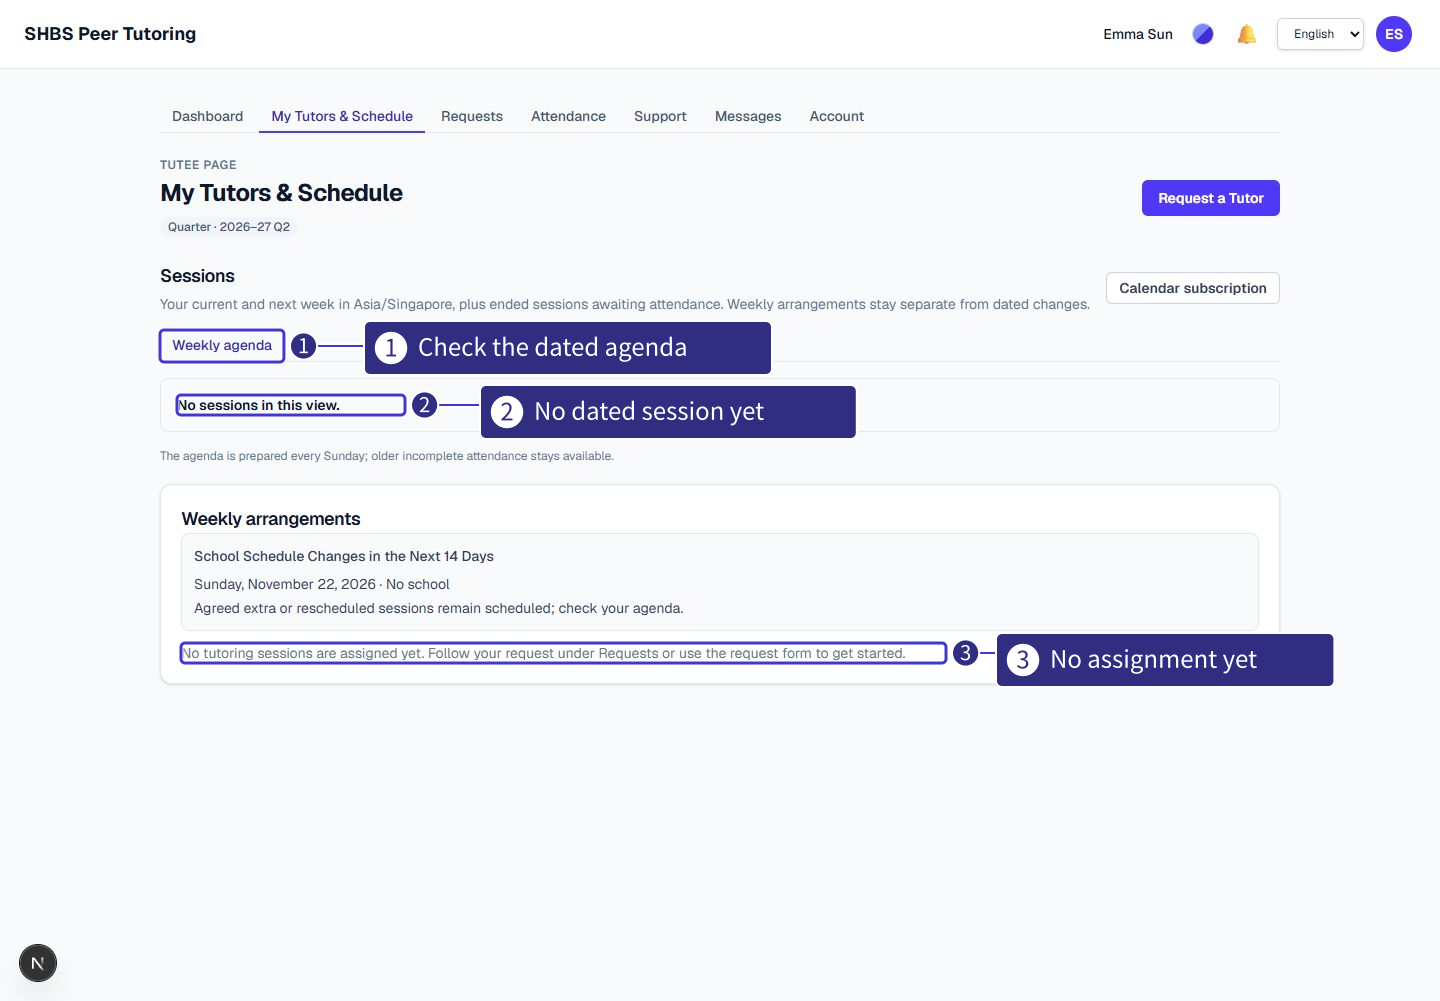 SHBS Peer Tutoring
Emma Sun
English
ES
Dashboard
My Tutors & Schedule
Requests
Attendance
Support
Messages
Account
TUTEE PAGE
My Tutors & Schedule
Request a Tutor
Quarter · 2026–27 Q2
Sessions
Calendar subscription
Your current and next week in Asia/Singapore, plus ended sessions awaiting attendance. Weekly arrangements stay separate from dated changes.
Weekly agenda
1
1 Check the dated agenda
No sessions in this view.
2
2 No dated session yet
The agenda is prepared every Sunday; older incomplete attendance stays available.
Weekly arrangements
School Schedule Changes in the Next 14 Days
Sunday, November 22, 2026 · No school
Agreed extra or rescheduled sessions remain scheduled; check your agenda.
No tutoring sessions are assigned yet. Follow your request under Requests or use the request form to get started.
3
3 No assignment yet
N